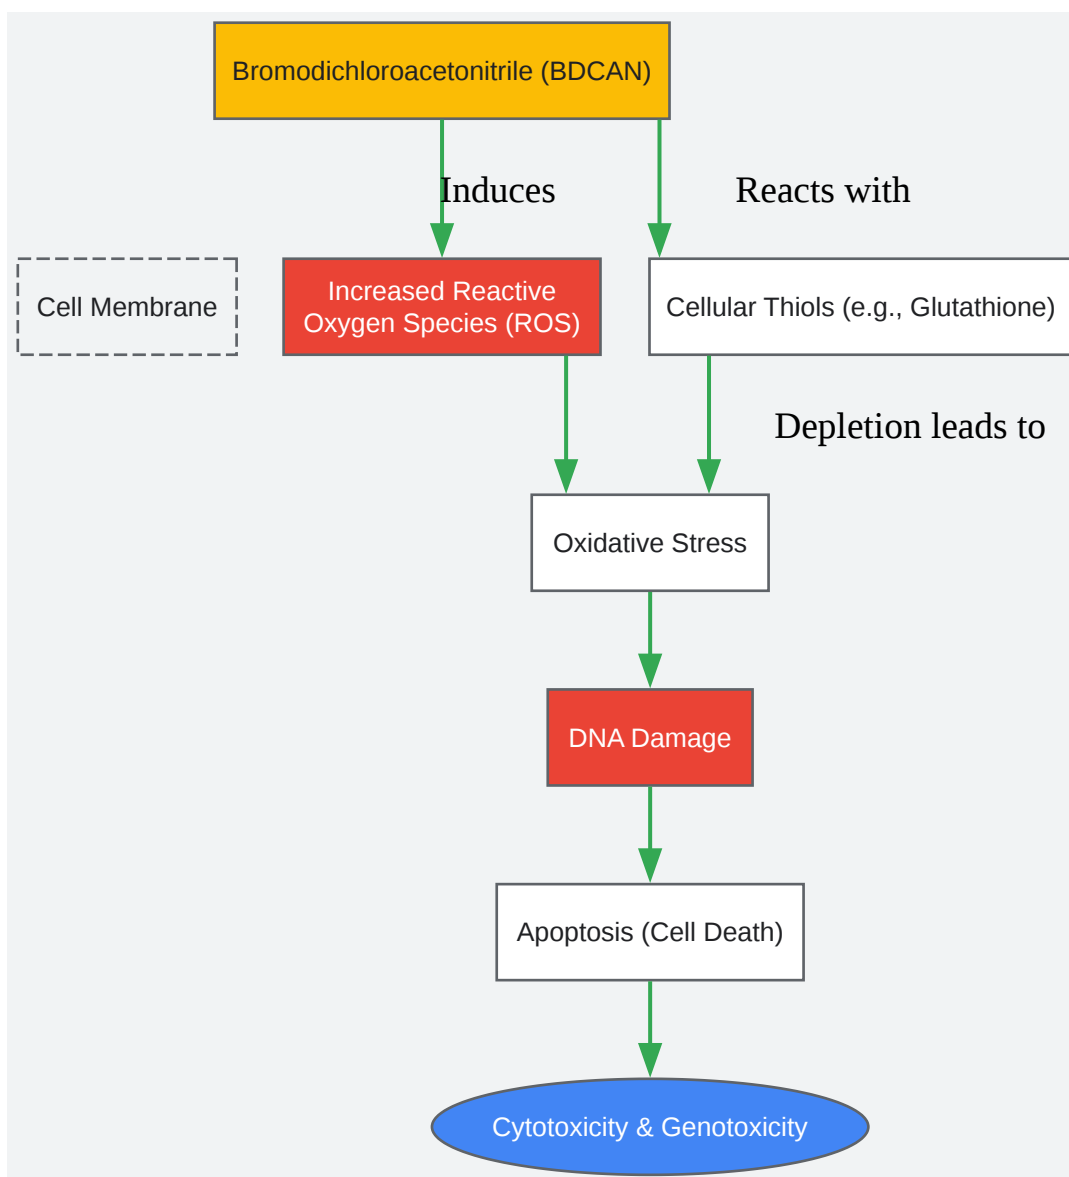 Bromodichloroacetonitrile (BDCAN)
Induces
Reacts with
Cell Membrane
Increased Reactive
Oxygen Species (ROS)
Cellular Thiols (e.g., Glutathione)
Depletion leads to
Oxidative Stress
DNA Damage
Apoptosis (Cell Death)
Cytotoxicity & Genotoxicity